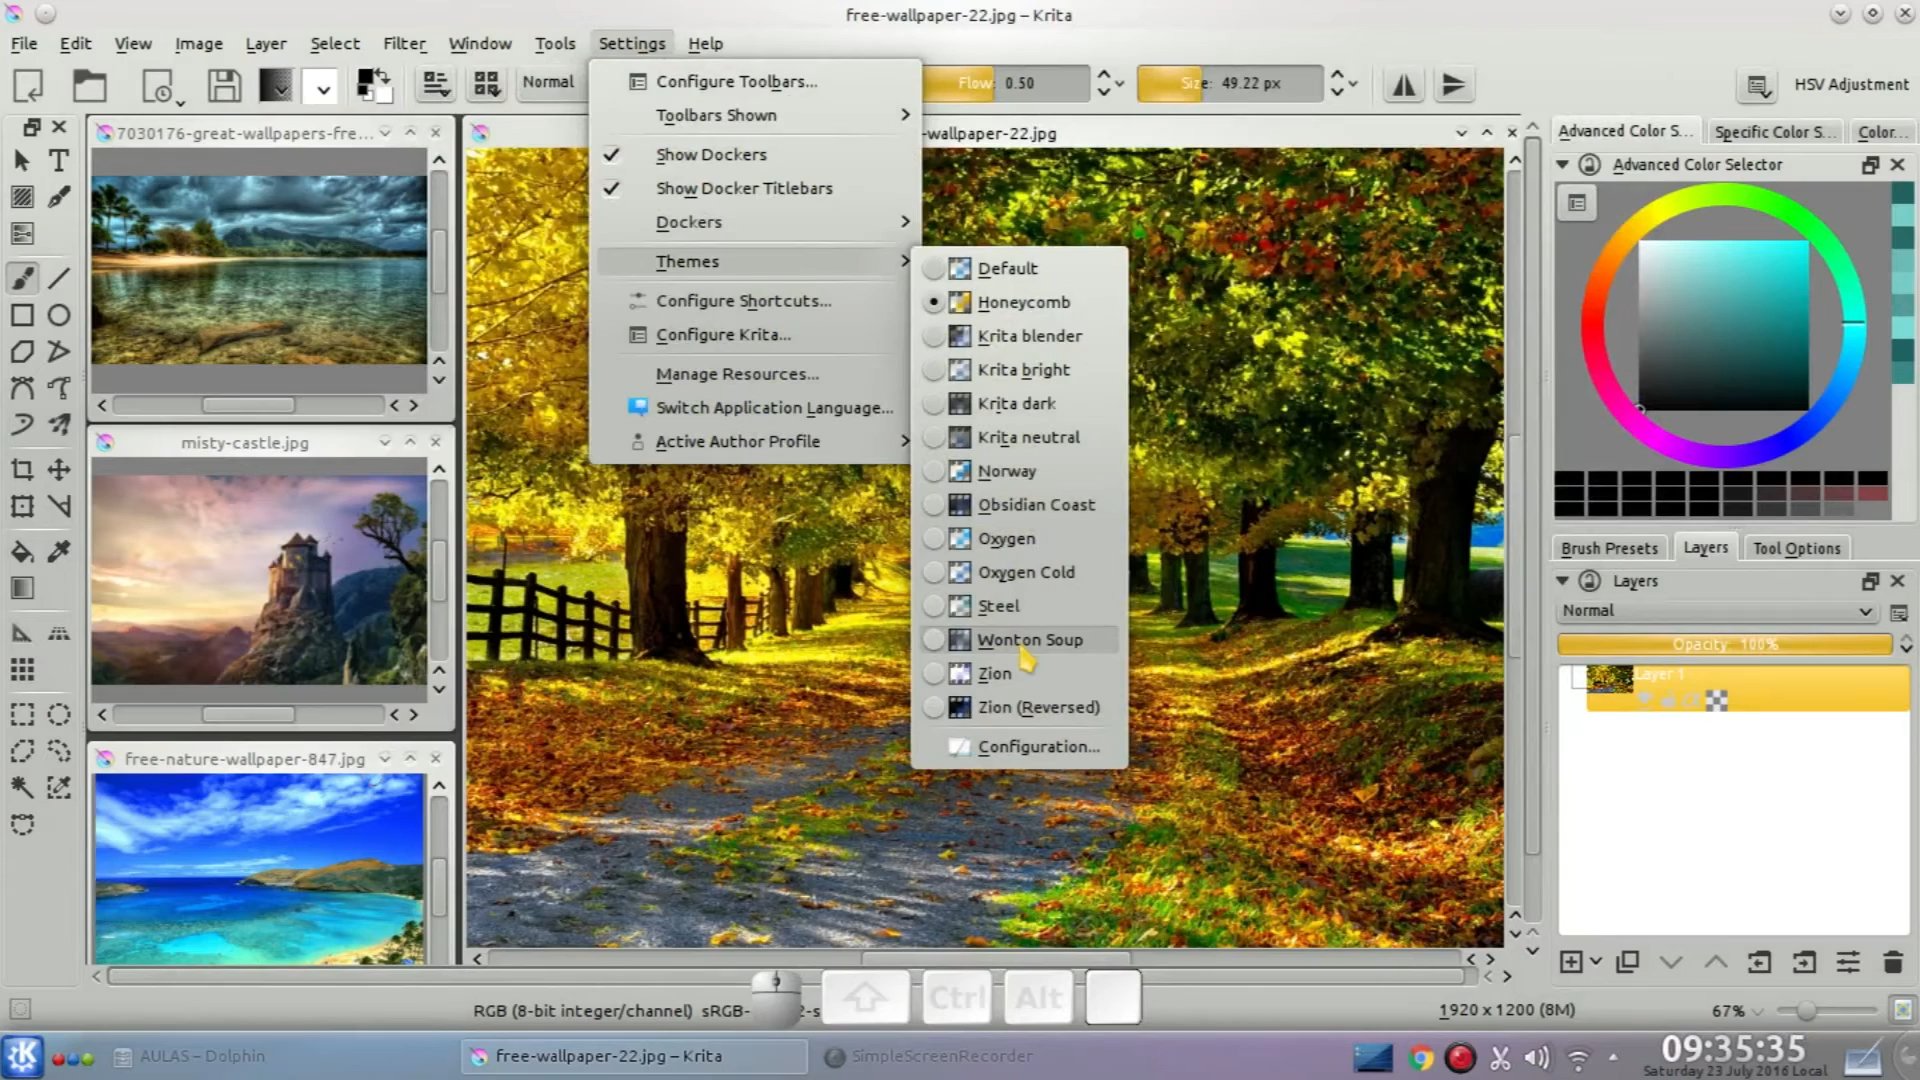 free-wallpaper-22.jpg – Krita
File Edit View Image Layer Select Filter Window Tools Settings Help
Normal
Flow: 0.50
Size: 49.22 px
HSV Adjustment
7030176-great-wallpapers-fre...
misty-castle.jpg
free-nature-wallpaper-847.jpg
-wallpaper-22.jpg
Configure Toolbars...
Toolbars Shown
Show Dockers
Show Docker Titlebars
Dockers
Themes
Configure Shortcuts...
Configure Krita...
Manage Resources...
Switch Application Language...
Active Author Profile
Default
Honeycomb
Krita blender
Krita bright
Krita dark
Krita neutral
Norway
Obsidian Coast
Oxygen
Oxygen Cold
Steel
Wonton Soup
Zion
Zion (Reversed)
Configuration...
Advanced Color S... Specific Color S... Color...
Advanced Color Selector
Brush Presets Layers Tool Options
Layers
Normal
Opacity 100%
Layer 1
RGB (8-bit integer/channel) sRGB-
2-s
Ctrl
Alt
1920 x 1200 (8M)
67%
AULAS – Dolphin
free-wallpaper-22.jpg – Krita
SimpleScreenRecorder
09:35:35
Saturday 23 July 2016 Local